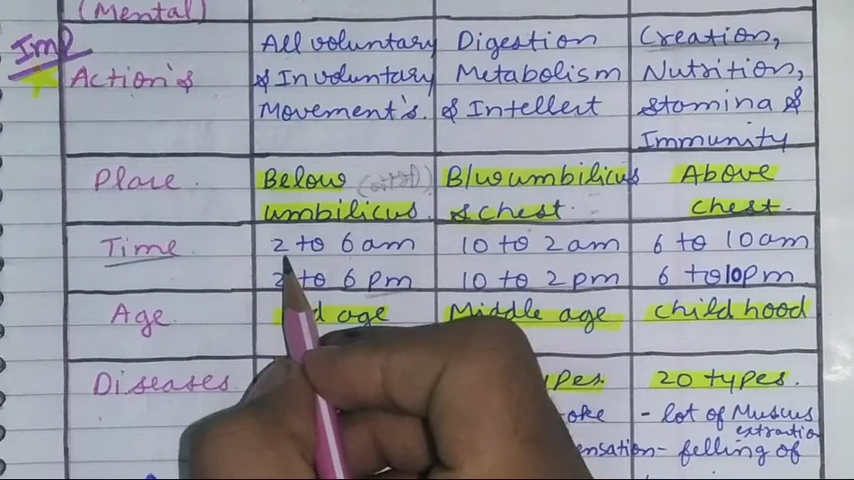 (Mental)
Imp
Action's
All voluntary
& Involuntary
Movement's.
Digestion
Metabolism
& Intellect
Creation,
Nutrition,
stamina &
Immunity
Place
Below
umbilicus.
B/w umbilicus
& chest.
Above
chest.
Time
2 to 6 am
2 to 6 pm
10 to 2 am
10 to 2 pm
6 to 10 am
6 to 10 pm
Age
age
Middle age
child hood
Diseases
20 types.
- lot of Muscus
extraction
- felling of